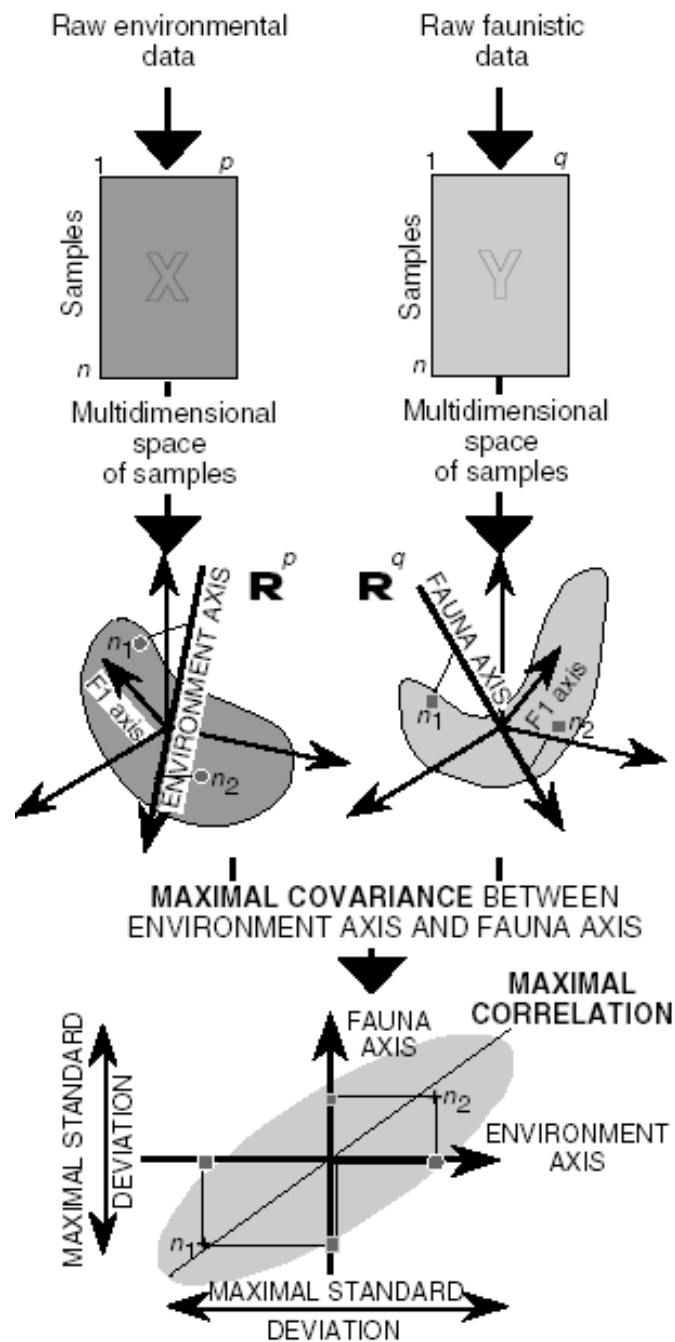 Raw environmental
data
Raw faunistic
data
1
p
Samples
X
n
1
q
Samples
Y
n
Multidimensional
space
of samples
Multidimensional
space
of samples
R^p
ENVIRONMENT AXIS
n1
F1 axis
n2
R^q
FAUNA AXIS
n1
F1 axis
n2
MAXIMAL COVARIANCE BETWEEN
ENVIRONMENT AXIS AND FAUNA AXIS
MAXIMAL
CORRELATION
FAUNA
AXIS
MAXIMAL STANDARD
DEVIATION
n2
ENVIRONMENT
AXIS
n1
MAXIMAL STANDARD
DEVIATION